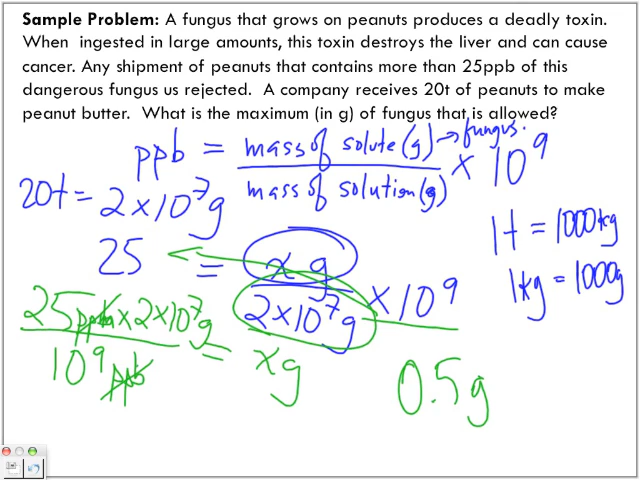 Sample Problem: A fungus that grows on peanuts produces a deadly toxin.
When ingested in large amounts, this toxin destroys the liver and can cause
cancer. Any shipment of peanuts that contains more than 25ppb of this
dangerous fungus us rejected. A company receives 20t of peanuts to make
peanut butter. What is the maximum (in g) of fungus that is allowed?
ppb = mass of solute (g) → fungus.
mass of solution (g) × 10⁹
20t = 2×10⁷g
1t = 1000kg
1kg = 1000g
25 = x g
2×10⁷g × 10⁹
25ppb × 2×10⁷g
10⁹ ppb = xg
0.5g